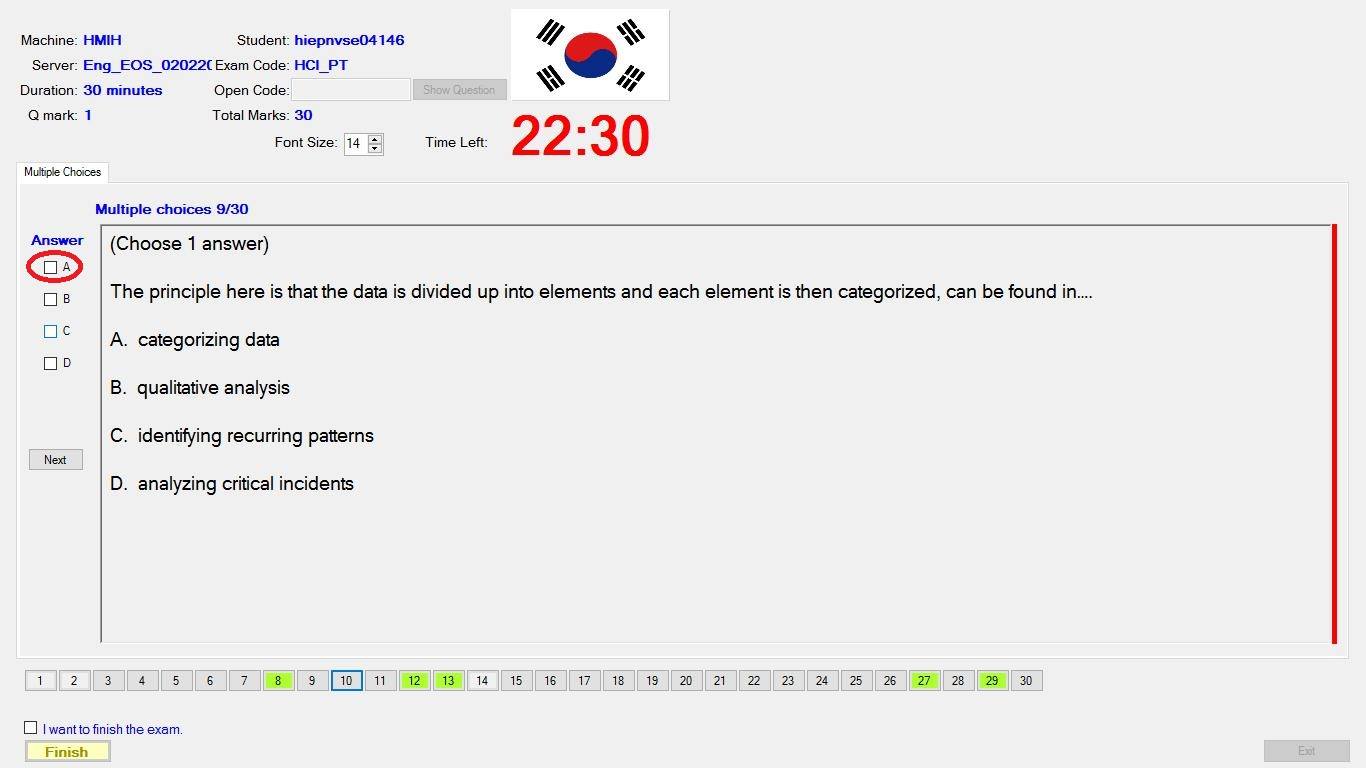 Machine: HMIH Student: hiepnvse04146
Server: Eng_EOS_020220 Exam Code: HCI_PT
Duration: 30 minutes Open Code: Show Question
Q mark: 1 Total Marks: 30
Font Size: 14 Time Left: 22:30
Multiple Choices
Multiple choices 9/30
Answer
A
B
C
D
Next
(Choose 1 answer)
The principle here is that the data is divided up into elements and each element is then categorized, can be found in....
A. categorizing data
B. qualitative analysis
C. identifying recurring patterns
D. analyzing critical incidents
1 2 3 4 5 6 7 8 9 10 11 12 13 14 15 16 17 18 19 20 21 22 23 24 25 26 27 28 29 30
I want to finish the exam.
Finish Exit